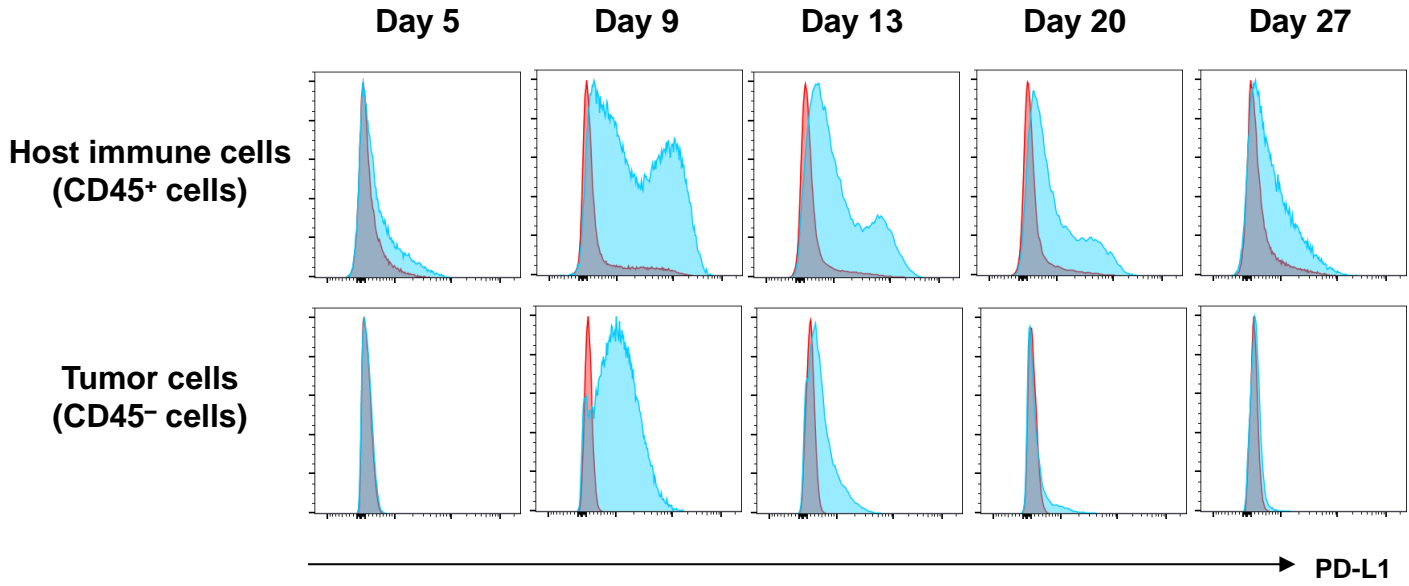 Day 5 Day 9 Day 13 Day 20 Day 27
Host immune cells
(CD45⁺ cells)
Tumor cells
(CD45⁻ cells)
PD-L1